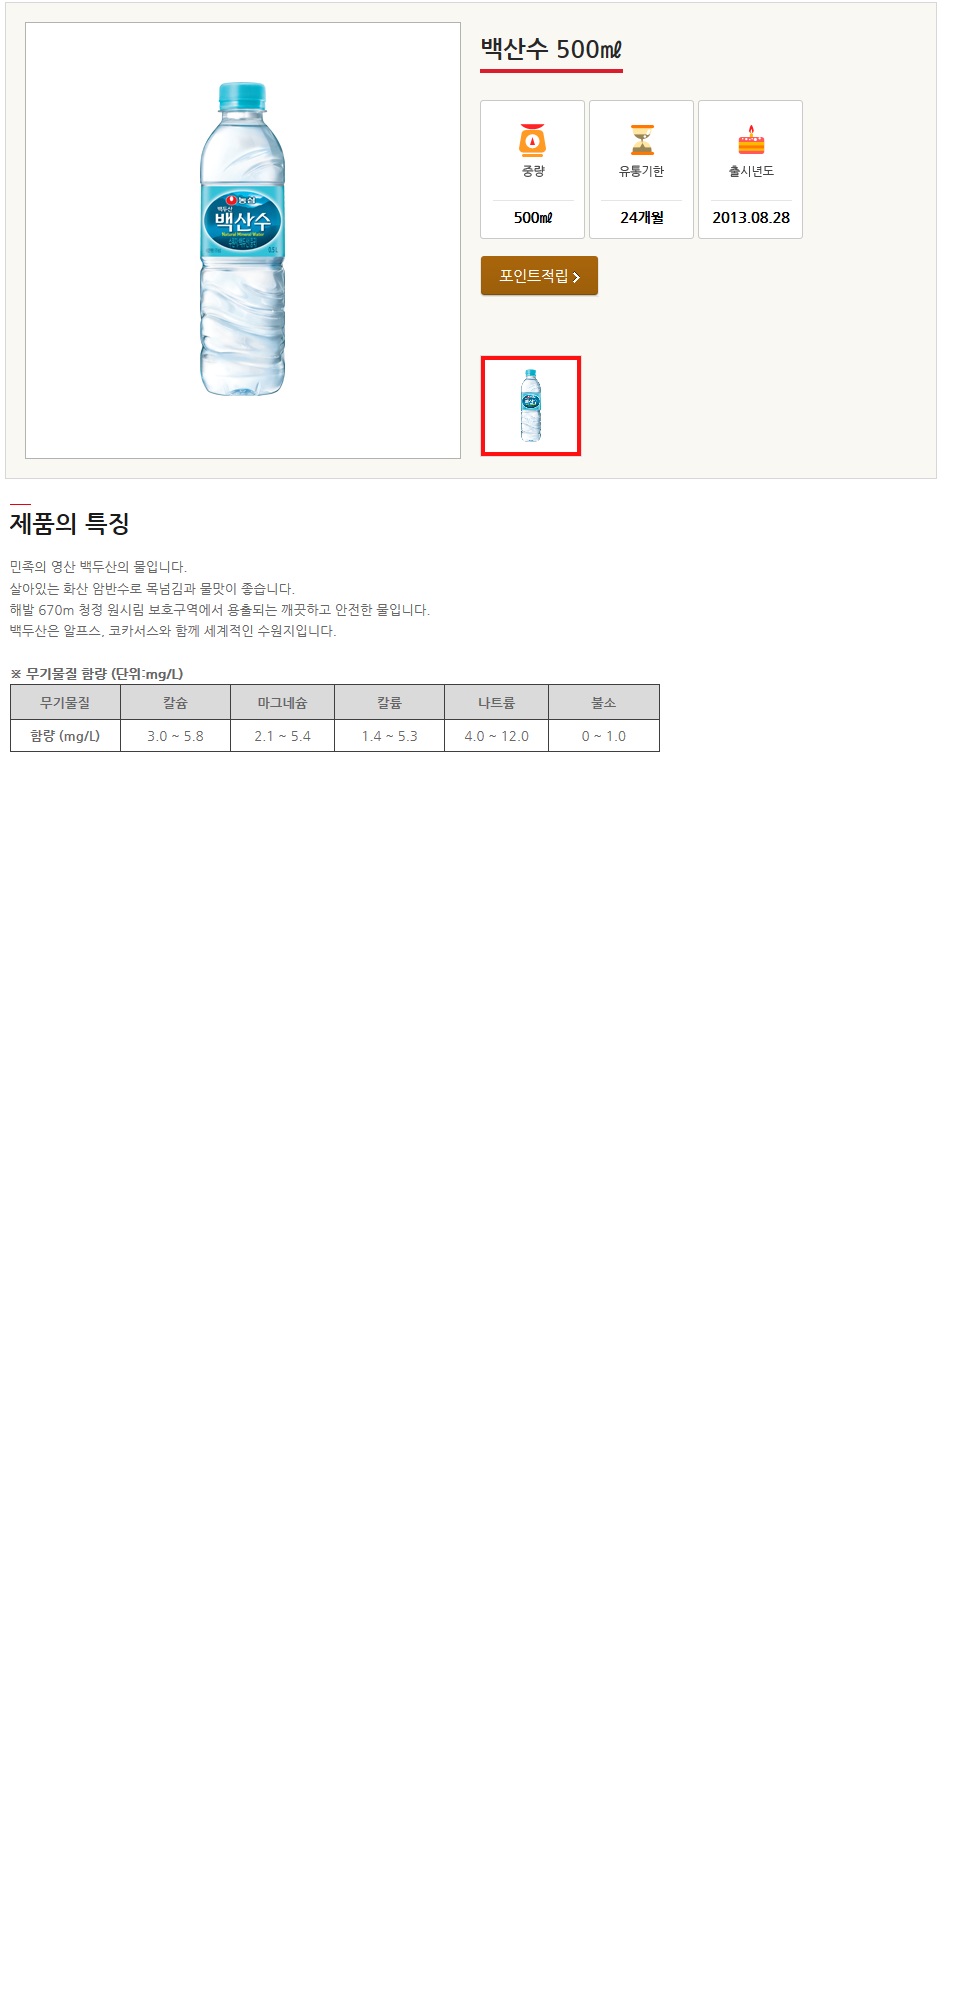 농심
백두산
백산수
Natural Mineral Water
백산수 500㎖
중량
유통기한
출시년도
500㎖
24개월
2013.08.28
포인트적립
제품의 특징
민족의 영산 백두산의 물입니다.
살아있는 화산 암반수로 목넘김과 물맛이 좋습니다.
해발 670m 청정 원시림 보호구역에서 용출되는 깨끗하고 안전한 물입니다.
백두산은 알프스, 코카서스와 함께 세계적인 수원지입니다.
※ 무기물질 함량 (단위:mg/L)
무기물질 칼슘 마그네슘 칼륨 나트륨 불소
함량 (mg/L) 3.0 ~ 5.8 2.1 ~ 5.4 1.4 ~ 5.3 4.0 ~ 12.0 0 ~ 1.0